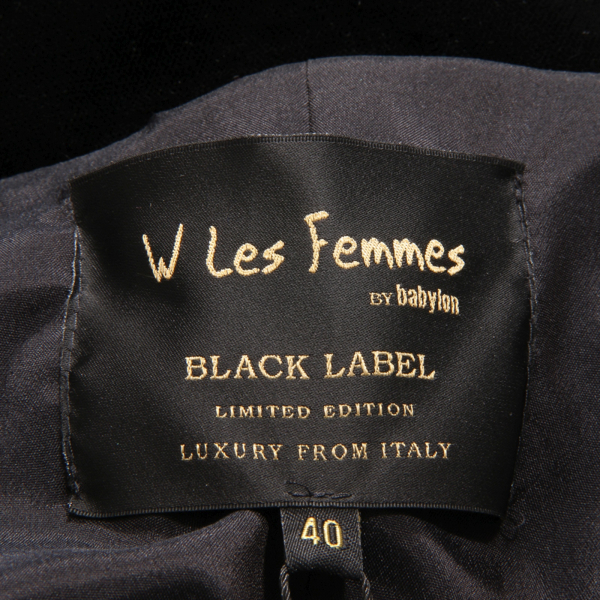 W Les Femmes
BY babylon
BLACK LABEL
LIMITED EDITION
LUXURY FROM ITALY
40